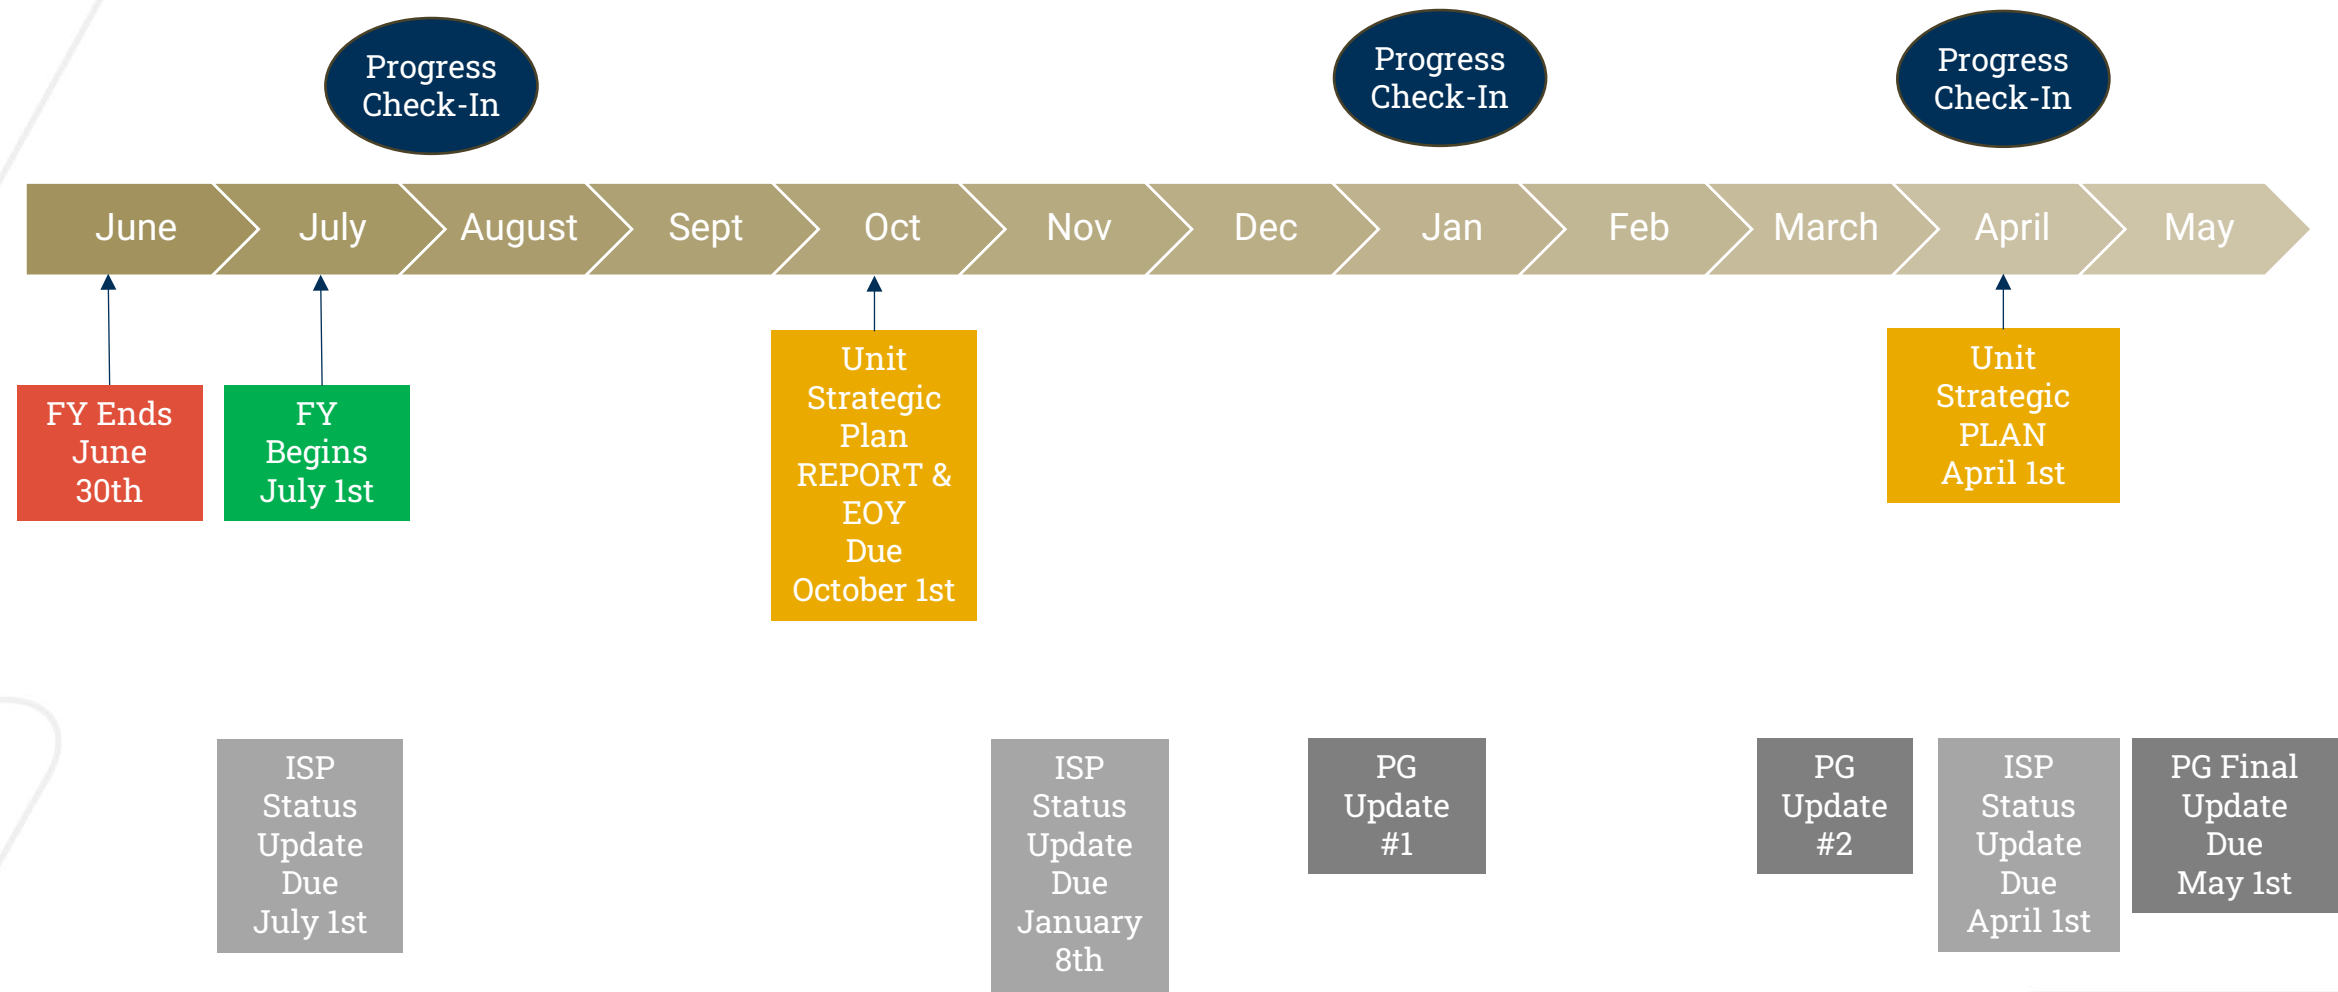 Progress
Check-In
Progress
Check-In
Progress
Check-In
June
July
August
Sept
Oct
Nov
Dec
Jan
Feb
March
April
May
FY Ends
June
30th
FY
Begins
July 1st
Unit
Strategic
Plan
REPORT &
EOY
Due
October 1st
Unit
Strategic
PLAN
April 1st
ISP
Status
Update
Due
July 1st
ISP
Status
Update
Due
January
8th
PG
Update
#1
PG
Update
#2
ISP
Status
Update
Due
April 1st
PG Final
Update
Due
May 1st